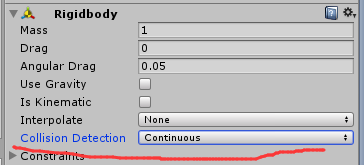 Rigidbody
Mass 1
Drag 0
Angular Drag 0.05
Use Gravity
Is Kinematic
Interpolate None
Collision Detection Continuous
Constraints